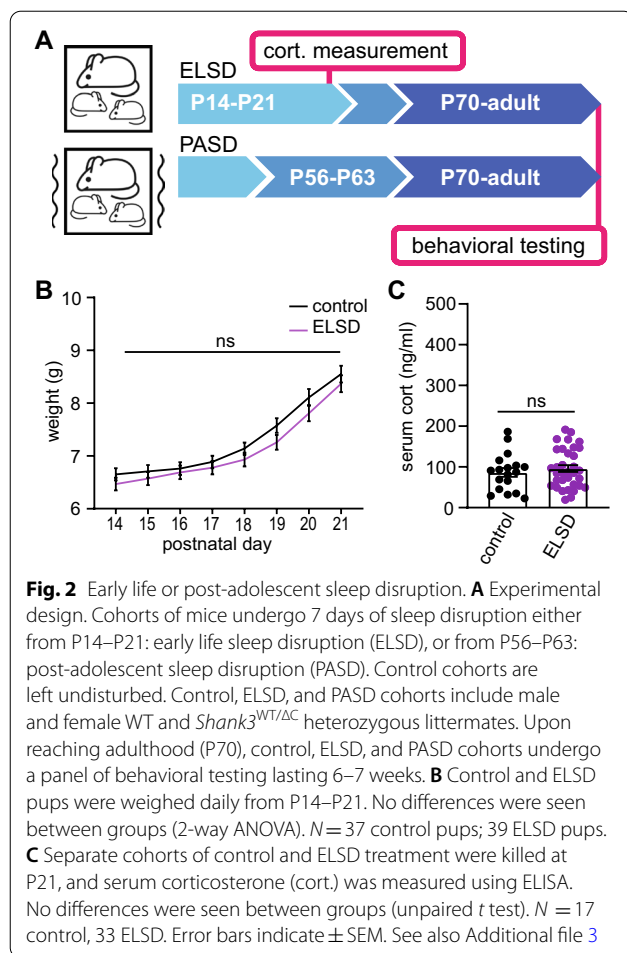 A
cort. measurement
ELSD
P14-P21
P70-adult
PASD
P56-P63
P70-adult
behavioral testing
B
10
9
8
7
6
weight (g)
control
ELSD
ns
14 15 16 17 18 19 20 21
postnatal day
C
500
400
300
200
100
0
serum cort (ng/ml)
ns
control
ELSD
Fig. 2 Early life or post-adolescent sleep disruption. A Experimental
design. Cohorts of mice undergo 7 days of sleep disruption either
from P14–P21: early life sleep disruption (ELSD), or from P56–P63:
post-adolescent sleep disruption (PASD). Control cohorts are
left undisturbed. Control, ELSD, and PASD cohorts include male
and female WT and Shank3WT/ΔC heterozygous littermates. Upon
reaching adulthood (P70), control, ELSD, and PASD cohorts undergo
a panel of behavioral testing lasting 6–7 weeks. B Control and ELSD
pups were weighed daily from P14–P21. No differences were seen
between groups (2-way ANOVA). N = 37 control pups; 39 ELSD pups.
C Separate cohorts of control and ELSD treatment were killed at
P21, and serum corticosterone (cort.) was measured using ELISA.
No differences were seen between groups (unpaired t test). N = 17
control, 33 ELSD. Error bars indicate ± SEM. See also Additional file 3